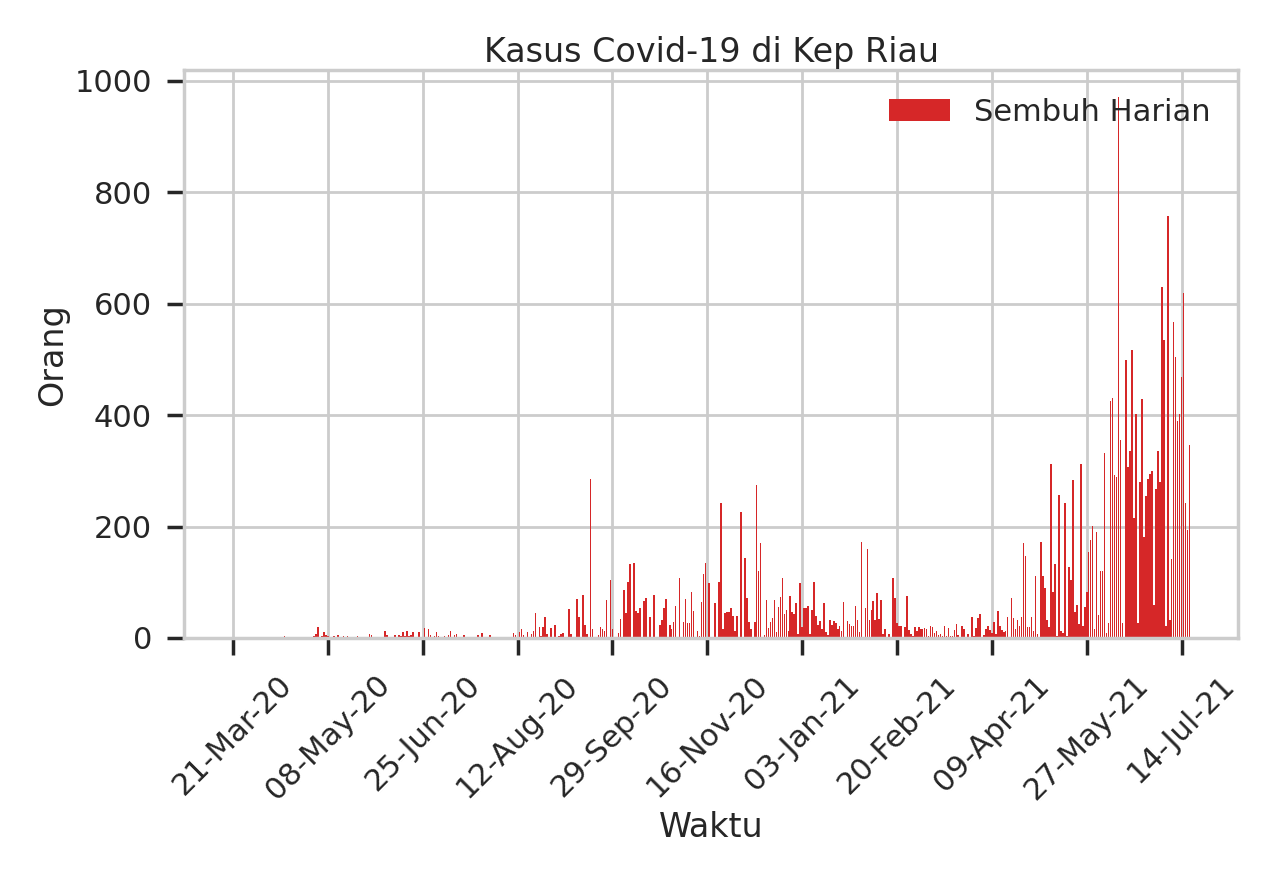 Kasus Covid-19 di Kep Riau
Sembuh Harian
Orang
1000
800
600
400
200
0
21-Mar-20
08-May-20
25-Jun-20
12-Aug-20
29-Sep-20
16-Nov-20
03-Jan-21
20-Feb-21
09-Apr-21
27-May-21
14-Jul-21
Waktu